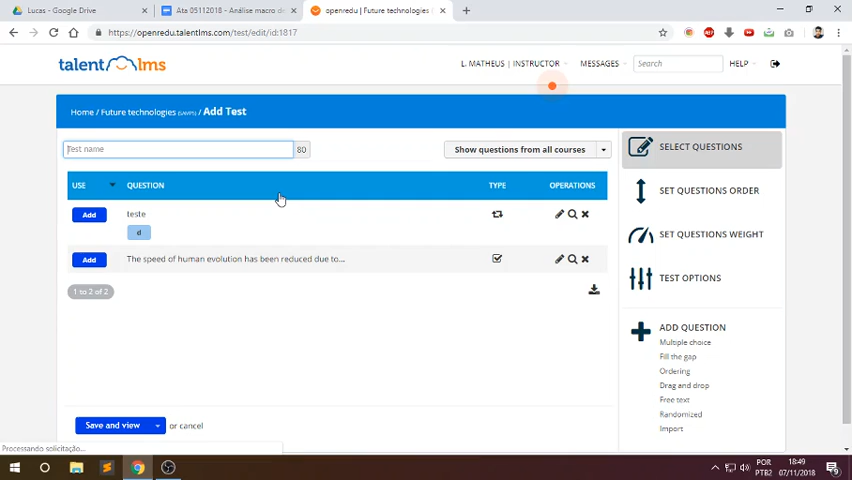 Lucas - Google Drive
Ata 05112018 - Análise macro de
openredu | Future technologies
https://openredu.talentlms.com/test/edit/id:1817
talentlms
L. MATHEUS | INSTRUCTOR
MESSAGES
Search
HELP
Home / Future technologies (UWPS) / Add Test
Test name
80
Show questions from all courses
SELECT QUESTIONS
USE
QUESTION
TYPE
OPERATIONS
Add
teste
d
Add
The speed of human evolution has been reduced due to...
1 to 2 of 2
SET QUESTIONS ORDER
SET QUESTIONS WEIGHT
TEST OPTIONS
ADD QUESTION
Multiple choice
Fill the gap
Ordering
Drag and drop
Free text
Randomized
Import
Save and view
or cancel
Processando solicitação...
POR
PTB2
18:49
07/11/2018